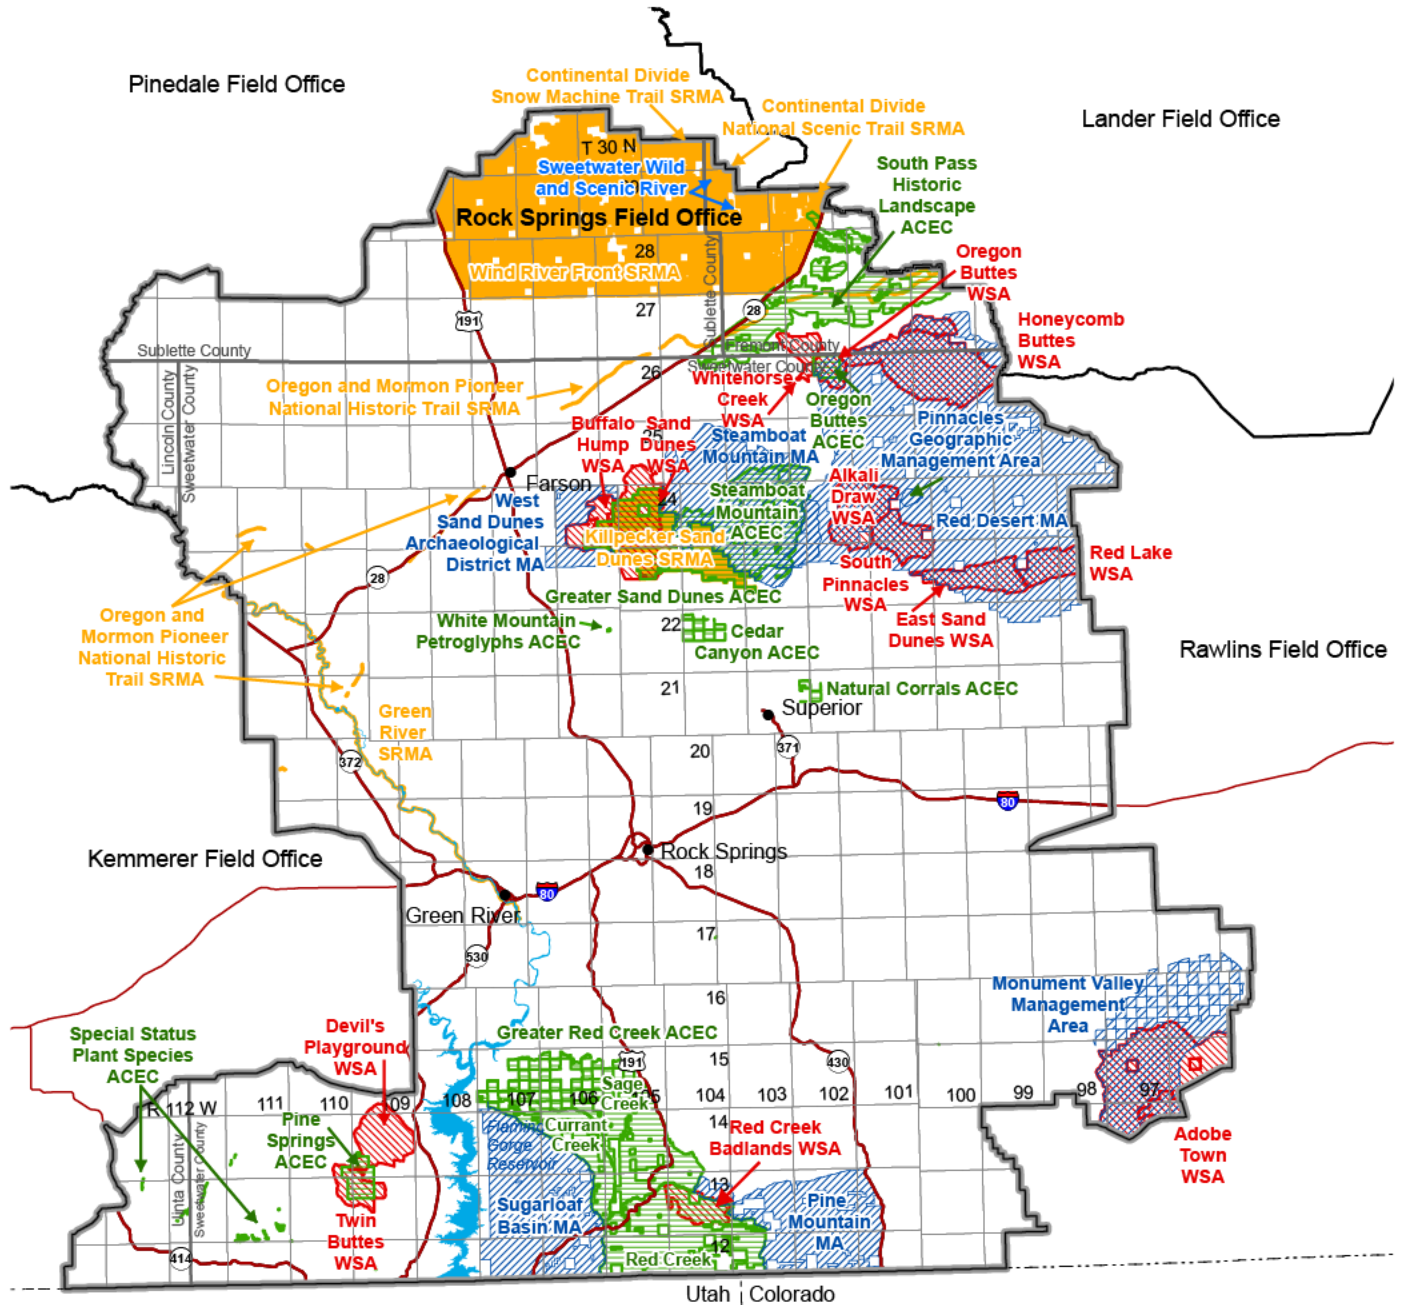 Pinedale Field Office
Lander Field Office
Continental Divide
Snow Machine Trail SRMA
Continental Divide
National Scenic Trail SRMA
T 30 N
Sweetwater Wild
and Scenic River
South Pass
Historic
Landscape
ACEC
Rock Springs Field Office
28
Wind River Front SRMA
Oregon
Buttes
WSA
27
191
28
Sublette County
Honeycomb
Buttes
WSA
Sublette County
Fremont County
Sweetwater County
Lincoln County
Sweetwater County
26
Oregon and Mormon Pioneer
National Historic Trail SRMA
Whitehorse
Creek
WSA
Oregon
Buttes
ACEC
Pinnacles
Geographic
Management Area
Buffalo
Hump
WSA
Sand
Dunes
WSA
25
Steamboat
Mountain MA
Farson
24
Steamboat
Mountain
ACEC
Alkali
Draw
WSA
Red Desert MA
West
Sand Dunes
Archaeological
District MA
Killpecker Sand
Dunes SRMA
South
Pinnacles
WSA
Red Lake
WSA
28
Greater Sand Dunes ACEC
East Sand
Dunes WSA
Oregon and
Mormon Pioneer
National Historic
Trail SRMA
White Mountain
Petroglyphs ACEC
22
Cedar
Canyon ACEC
Rawlins Field Office
21
Natural Corrals ACEC
Superior
Green
River
SRMA
372
20
371
19
80
Kemmerer Field Office
Rock Springs
18
80
Green River
17
530
16
Monument Valley
Management
Area
Special Status
Plant Species
ACEC
Devil's
Playground
WSA
Greater Red Creek ACEC
191
15
430
Sage
Creek
R 112 W
111
110
109
108
107
106
105
104
103
102
101
100
99
98
97
14
Pine
Springs
ACEC
Flaming
Gorge
Reservoir
Currant
Creek
Red Creek
Badlands WSA
Adobe
Town
WSA
13
Uinta County
Sweetwater County
Sugarloaf
Basin MA
Pine
Mountain
MA
Twin
Buttes
WSA
12
414
Red Creek
Utah
Colorado